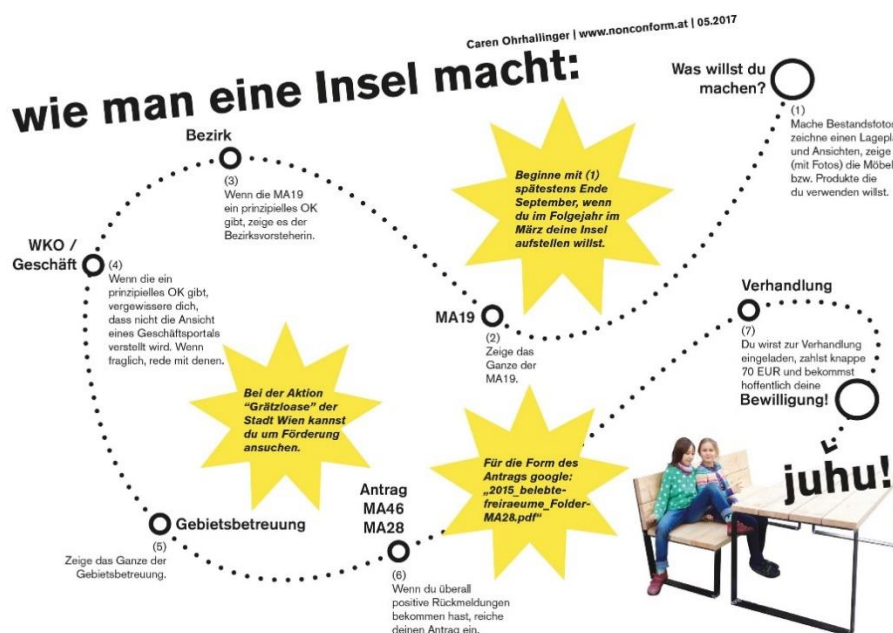 Caren Ohrhallinger | www.nonconform.at | 05.2017
wie man eine Insel macht:
Was willst du
machen?
(1)
Mache Bestandsfotos
zeichne einen Lagepl
und Ansichten, zeige
(mit Fotos) die Möbel
bzw. Produkte die
du verwenden willst.
Beginne mit (1)
spätestens Ende
September, wenn
du im Folgejahr im
März deine Insel
aufstellen willst.
MA19
(2)
Zeige das
Ganze der
MA19.
Bezirk
(3)
Wenn die MA19
ein prinzipielles OK
gibt, zeige es der
Bezirksvorsteherin.
WKO /
Geschäft
(4)
Wenn die ein
prinzipielles OK gibt,
vergewissere dich,
dass nicht die Ansicht
eines Geschäftsportals
verstellt wird. Wenn
fraglich, rede mit denen.
Bei der Aktion
"Grätzloase" der
Stadt Wien kannst
du um Förderung
ansuchen.
Gebietsbetreuung
(5)
Zeige das Ganze der
Gebietsbetreuung.
Antrag
MA46
MA28
(6)
Wenn du überall
positive Rückmeldungen
bekommen hast, reiche
deinen Antrag ein.
Für die Form des
Antrags google:
„2015_belebte-
freiraeume_Folder-
MA28.pdf“
Verhandlung
(7)
Du wirst zur Verhandlung
eingeladen, zahlst knappe
70 EUR und bekommst
hoffentlich deine
Bewilligung!
juhu!